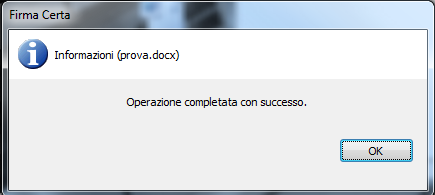 Firma Certa
Informazioni (prova.docx)
Operazione completata con successo.
OK